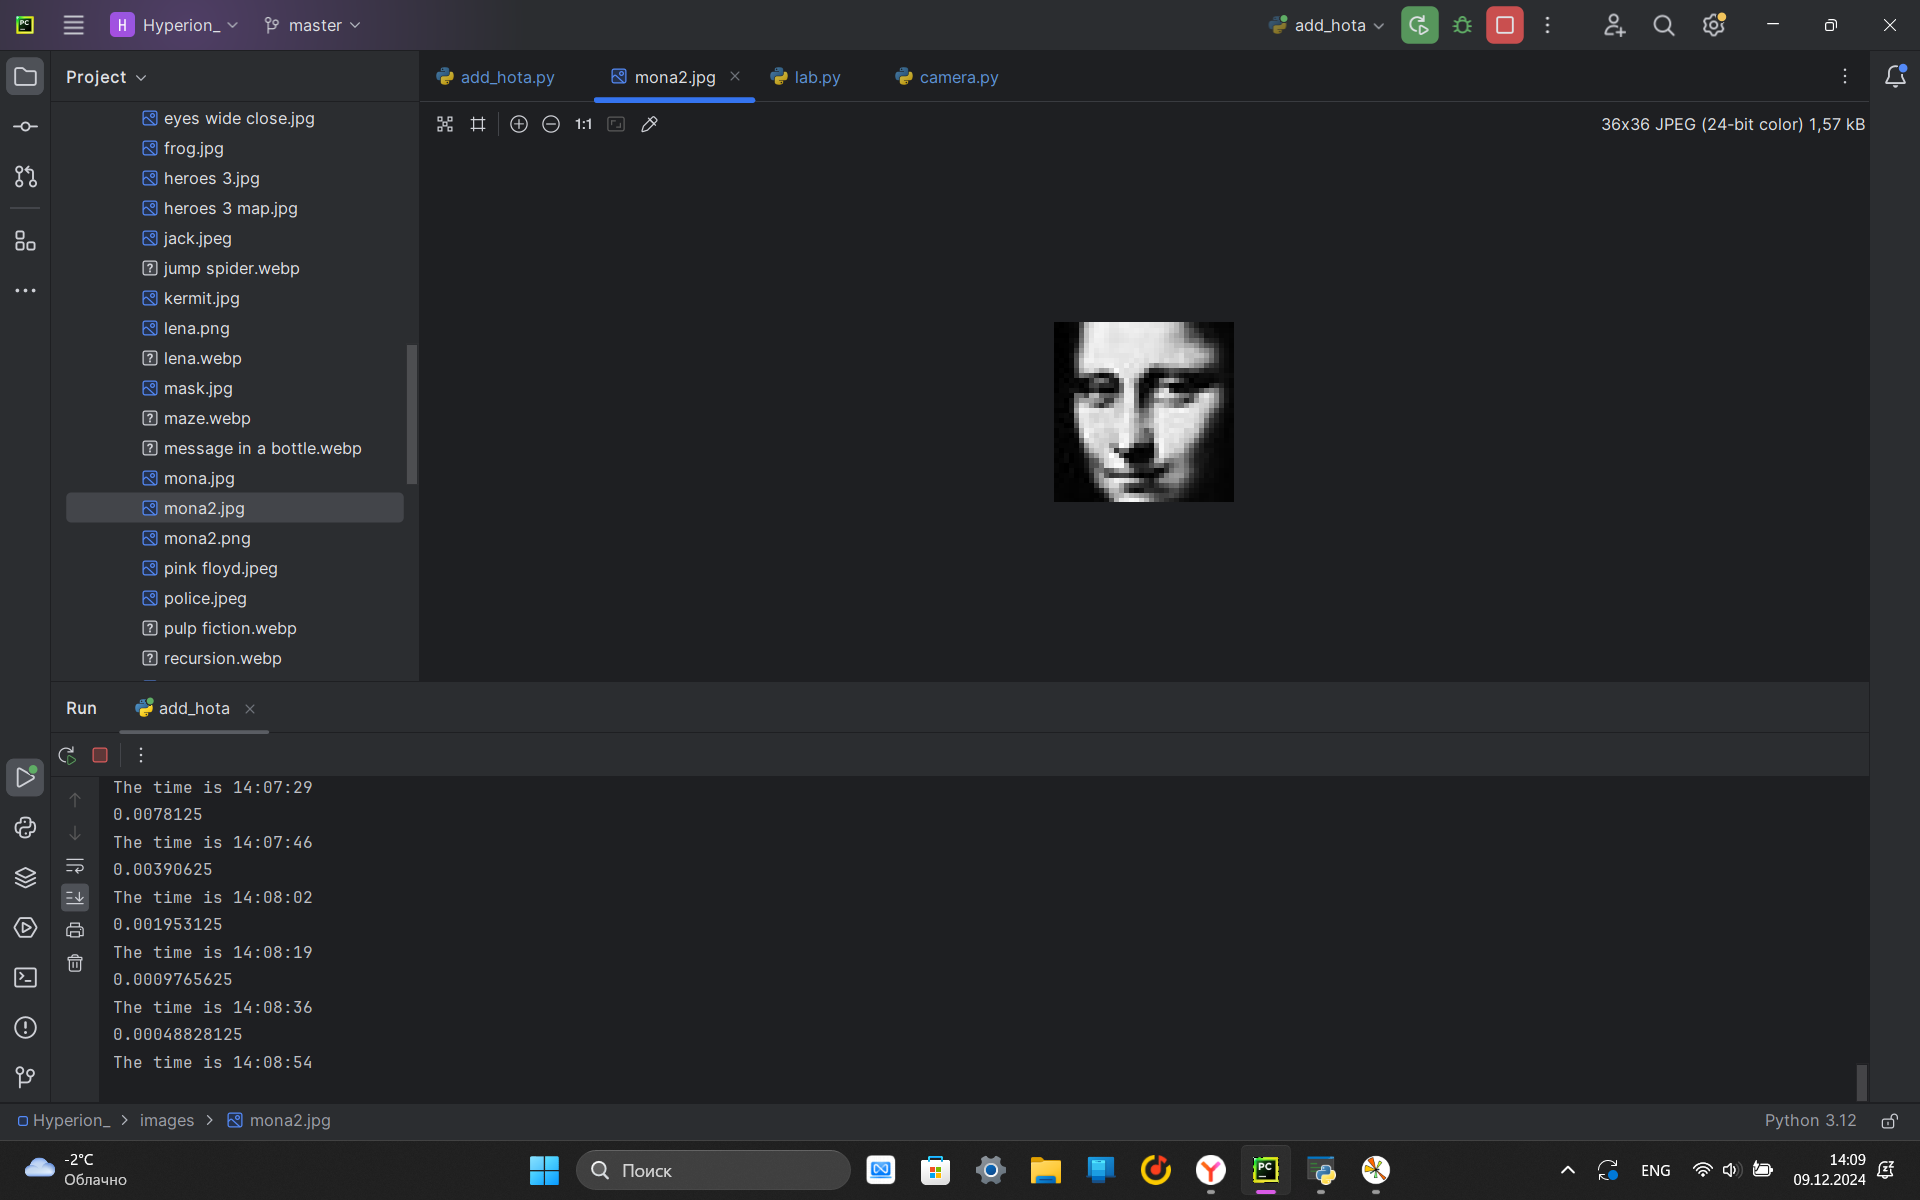 PC
H Hyperion_
master
add_hota
Project
add_hota.py
mona2.jpg
lab.py
camera.py
eyes wide close.jpg
frog.jpg
heroes 3.jpg
heroes 3 map.jpg
jack.jpeg
jump spider.webp
kermit.jpg
lena.png
lena.webp
mask.jpg
maze.webp
message in a bottle.webp
mona.jpg
mona2.jpg
mona2.png
pink floyd.jpeg
police.jpeg
pulp fiction.webp
recursion.webp
1:1
36x36 JPEG (24-bit color) 1,57 kB
Run
add_hota
The time is 14:07:29
0.0078125
The time is 14:07:46
0.00390625
The time is 14:08:02
0.001953125
The time is 14:08:19
0.0009765625
The time is 14:08:36
0.00048828125
The time is 14:08:54
Hyperion_ > images > mona2.jpg
Python 3.12
-2°C
Облачно
Поиск
PC
ENG
14:09
09.12.2024